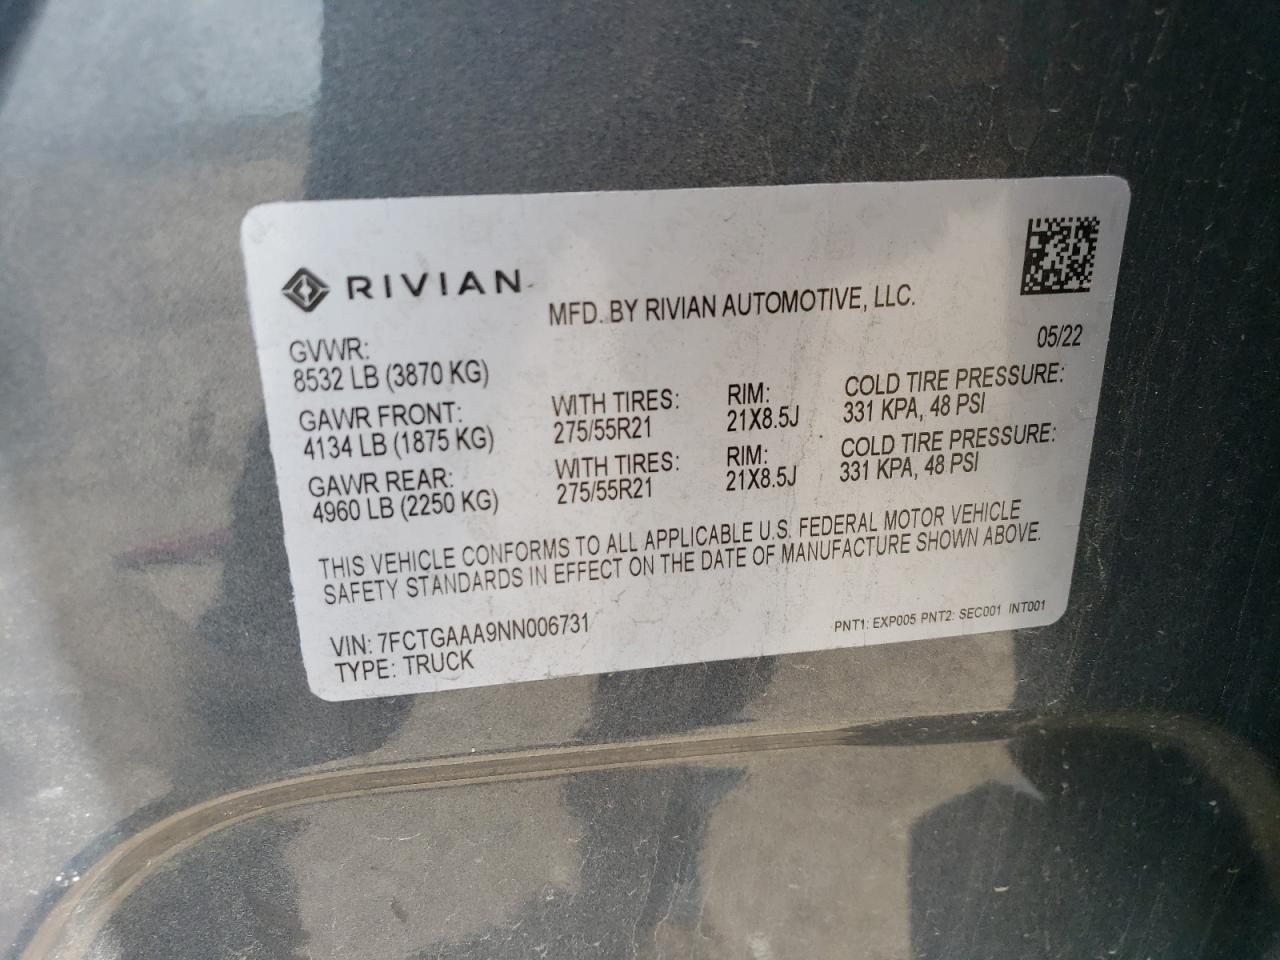 RIVIAN
MFD. BY RIVIAN AUTOMOTIVE, LLC.
05/22
GVWR:
8532 LB (3870 KG)
GAWR FRONT: WITH TIRES: RIM: COLD TIRE PRESSURE:
4134 LB (1875 KG) 275/55R21 21X8.5J 331 KPA, 48 PSI
GAWR REAR: WITH TIRES: RIM: COLD TIRE PRESSURE:
4960 LB (2250 KG) 275/55R21 21X8.5J 331 KPA, 48 PSI
THIS VEHICLE CONFORMS TO ALL APPLICABLE U.S. FEDERAL MOTOR VEHICLE
SAFETY STANDARDS IN EFFECT ON THE DATE OF MANUFACTURE SHOWN ABOVE.
VIN: 7FCTGAAA9NN006731 PNT1: EXP005 PNT2: SEC001 INT001
TYPE: TRUCK